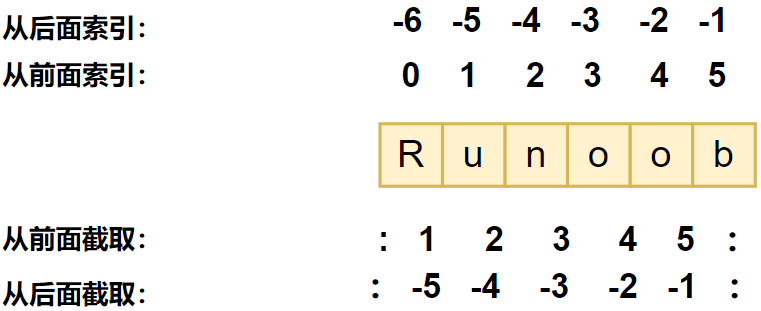 从后面索引： -6 -5 -4 -3 -2 -1
从前面索引： 0 1 2 3 4 5
R u n o o b
从前面截取： : 1 2 3 4 5 :
从后面截取： : -5 -4 -3 -2 -1 :